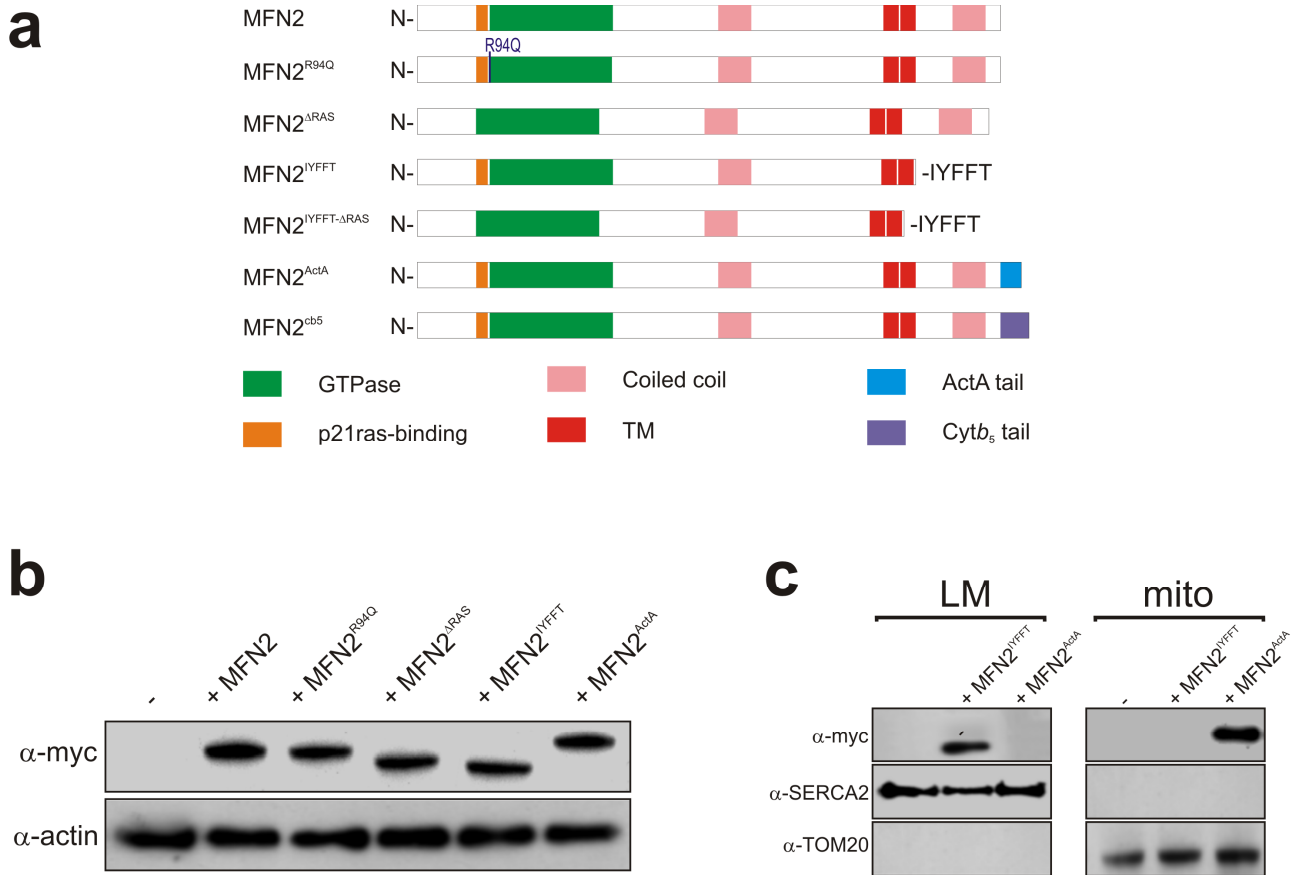 a
MFN2 N-
R94Q
MFN2R94Q N-
MFN2ΔRAS N-
MFN2IYFFT N- -IYFFT
MFN2IYFFT-ΔRAS N- -IYFFT
MFN2ActA N-
MFN2cb5 N-
GTPase Coiled coil ActA tail
p21ras-binding TM Cytb5 tail
b
- + MFN2 + MFN2R94Q + MFN2ΔRAS + MFN2IYFFT + MFN2ActA
α-myc
α-actin
c
LM mito
+ MFN2IYFFT + MFN2ActA - + MFN2IYFFT + MFN2ActA
α-myc
α-SERCA2
α-TOM20